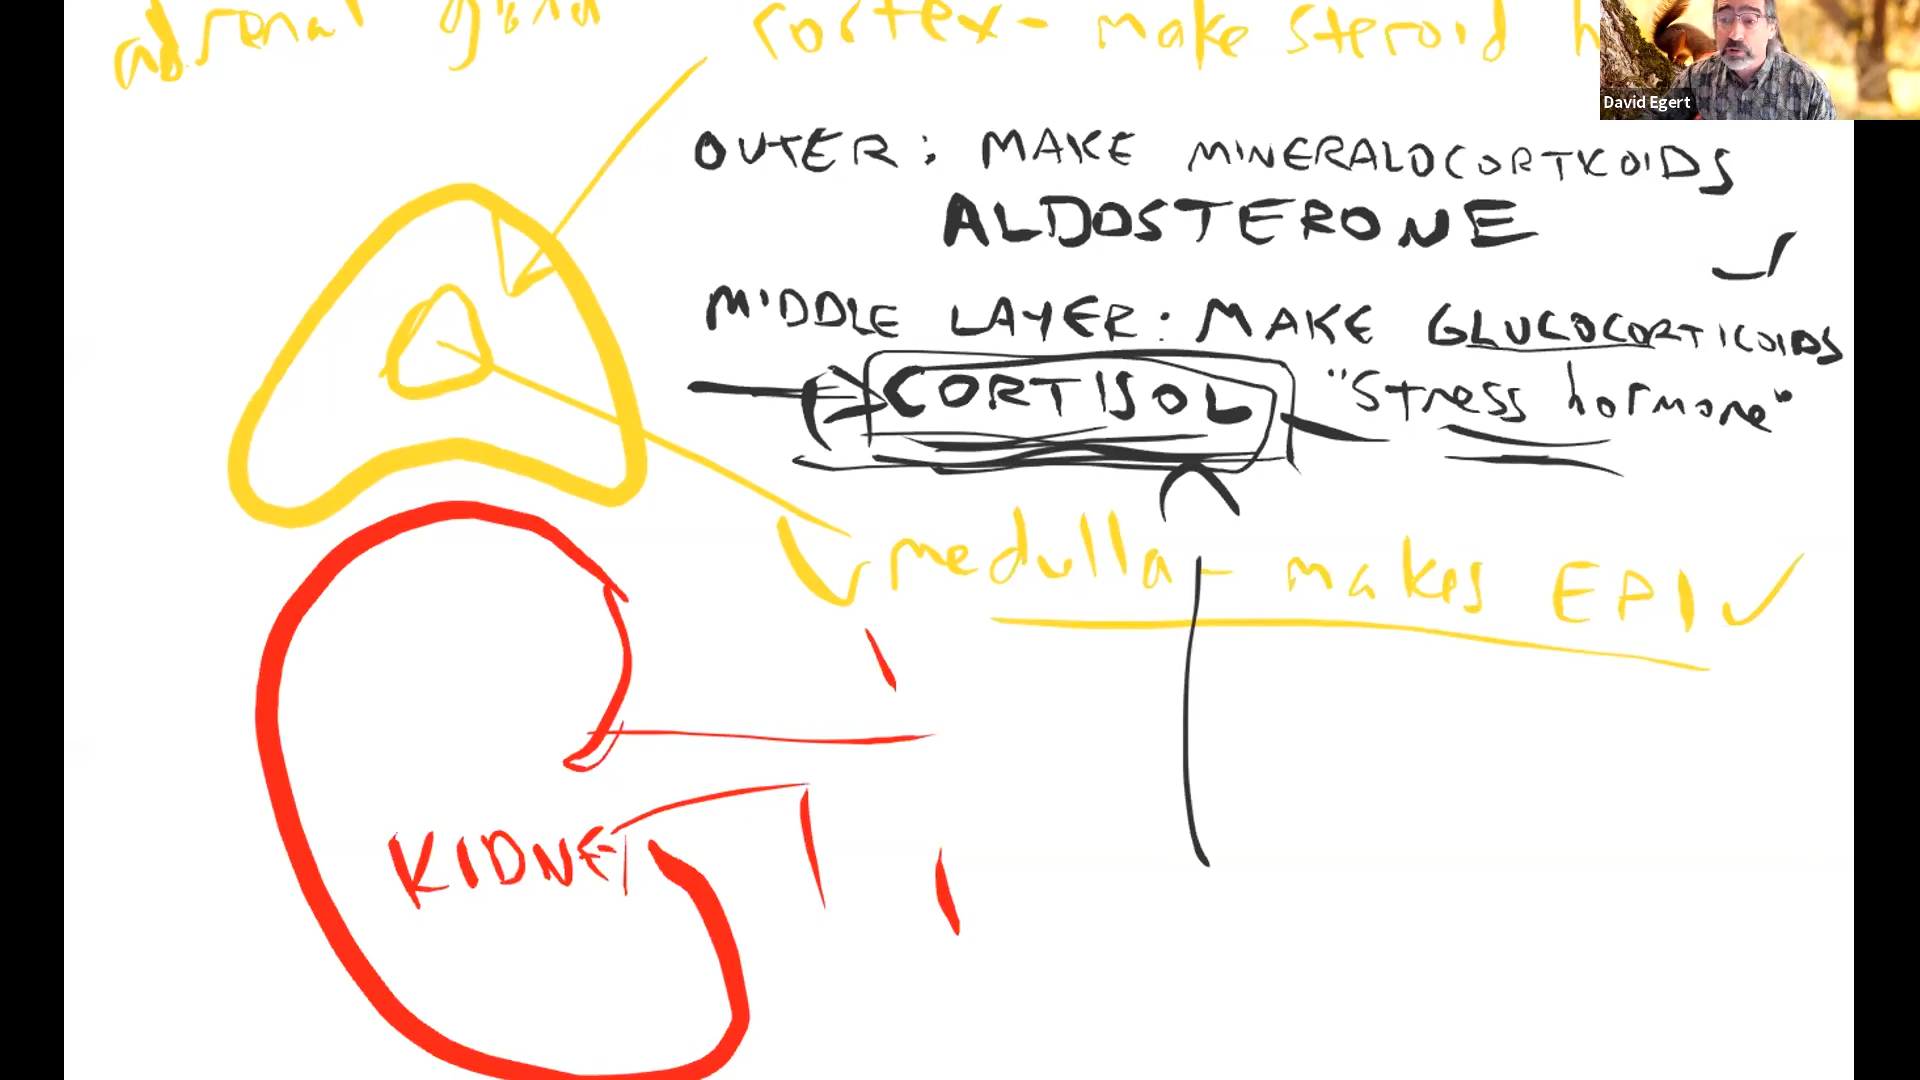 adrenal gland cortex - make steroid h
David Egert
OUTER: MAKE MINERALOCORTICOIDS
ALDOSTERONE
MIDDLE LAYER: MAKE GLUCOCORTICOIDS
CORTISOL "Stress hormone"
medulla - makes EPI
KIDNEY